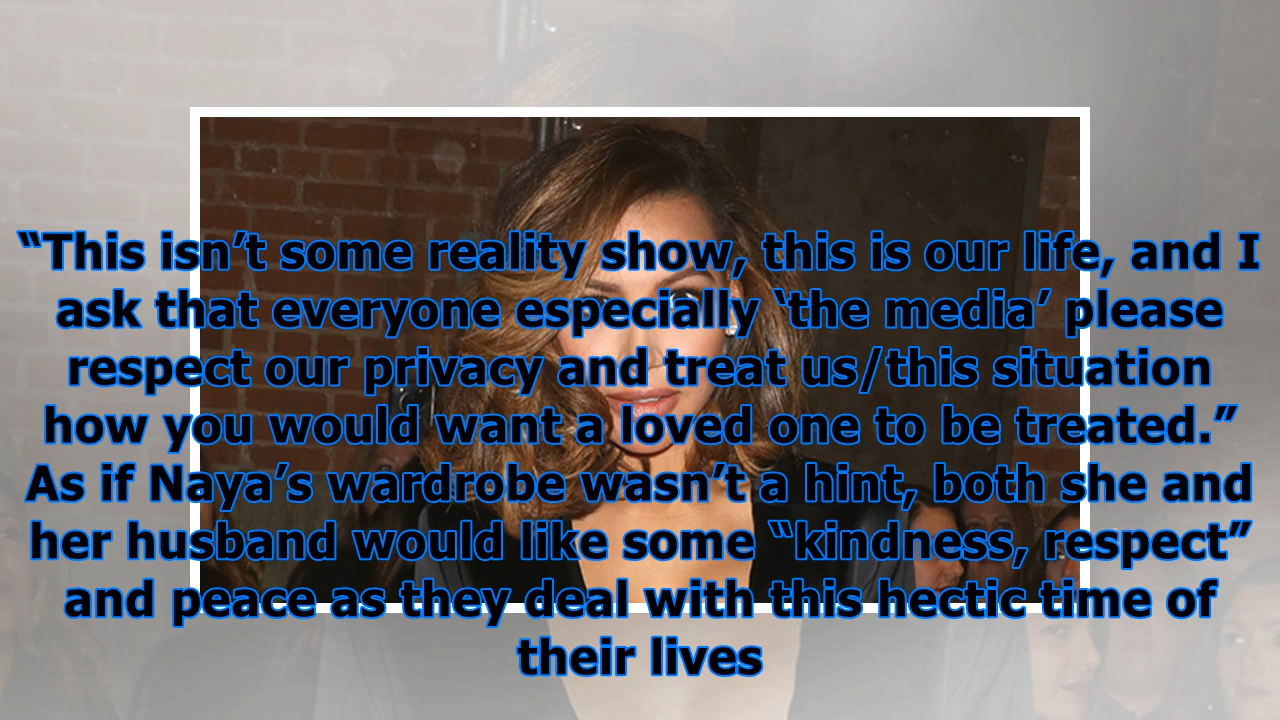 “This isn’t some reality show, this is our life, and I
ask that everyone especially ‘the media’ please
respect our privacy and treat us/this situation
how you would want a loved one to be treated.”
As if Naya’s wardrobe wasn’t a hint, both she and
her husband would like some “kindness, respect”
and peace as they deal with this hectic time of
their lives